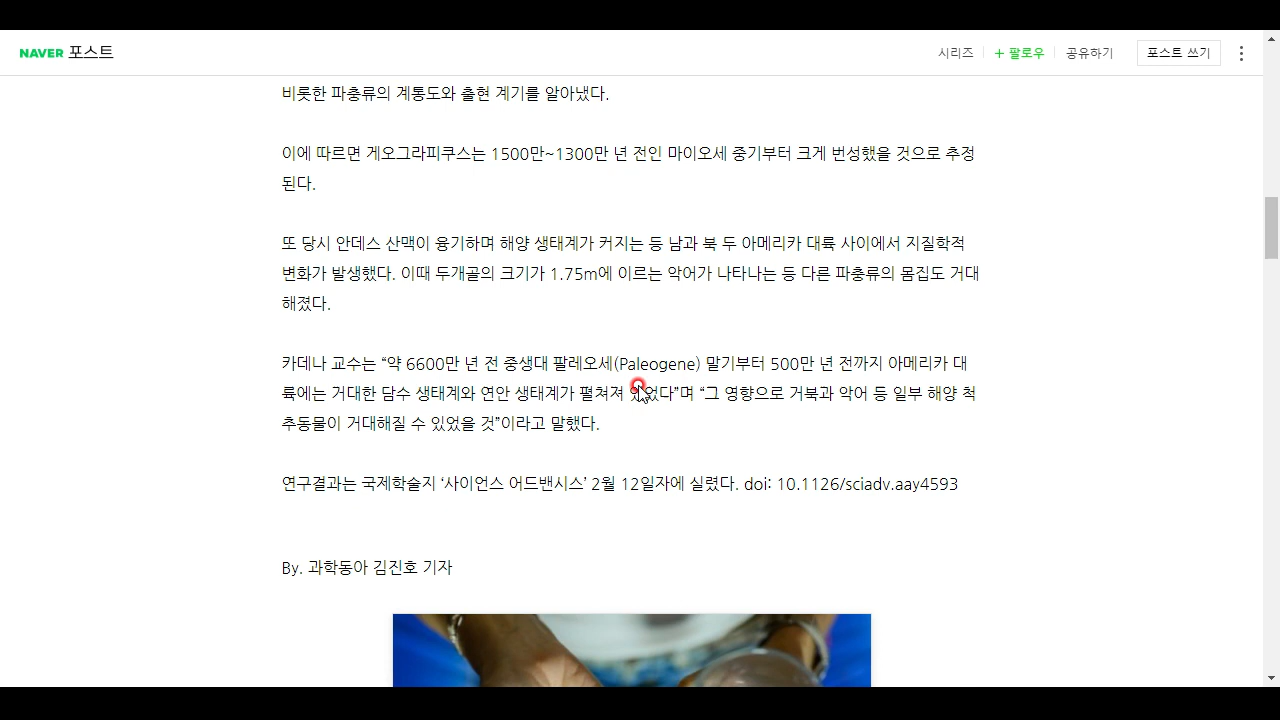 NAVER 포스트
시리즈 + 팔로우 공유하기 포스트 쓰기
비롯한 파충류의 계통도와 출현 계기를 알아냈다.
이에 따르면 게오그라피쿠스는 1500만~1300만 년 전인 마이오세 중기부터 크게 번성했을 것으로 추정
된다.
또 당시 안데스 산맥이 융기하며 해양 생태계가 커지는 등 남과 북 두 아메리카 대륙 사이에서 지질학적
변화가 발생했다. 이때 두개골의 크기가 1.75m에 이르는 악어가 나타나는 등 다른 파충류의 몸집도 거대
해졌다.
카데나 교수는 “약 6600만 년 전 중생대 팔레오세(Paleogene) 말기부터 500만 년 전까지 아메리카 대
륙에는 거대한 담수 생태계와 연안 생태계가 펼쳐져 있었다”며 “그 영향으로 거북과 악어 등 일부 해양 척
추동물이 거대해질 수 있었을 것”이라고 말했다.
연구결과는 국제학술지 ‘사이언스 어드밴시스’ 2월 12일자에 실렸다. doi: 10.1126/sciadv.aay4593
By. 과학동아 김진호 기자